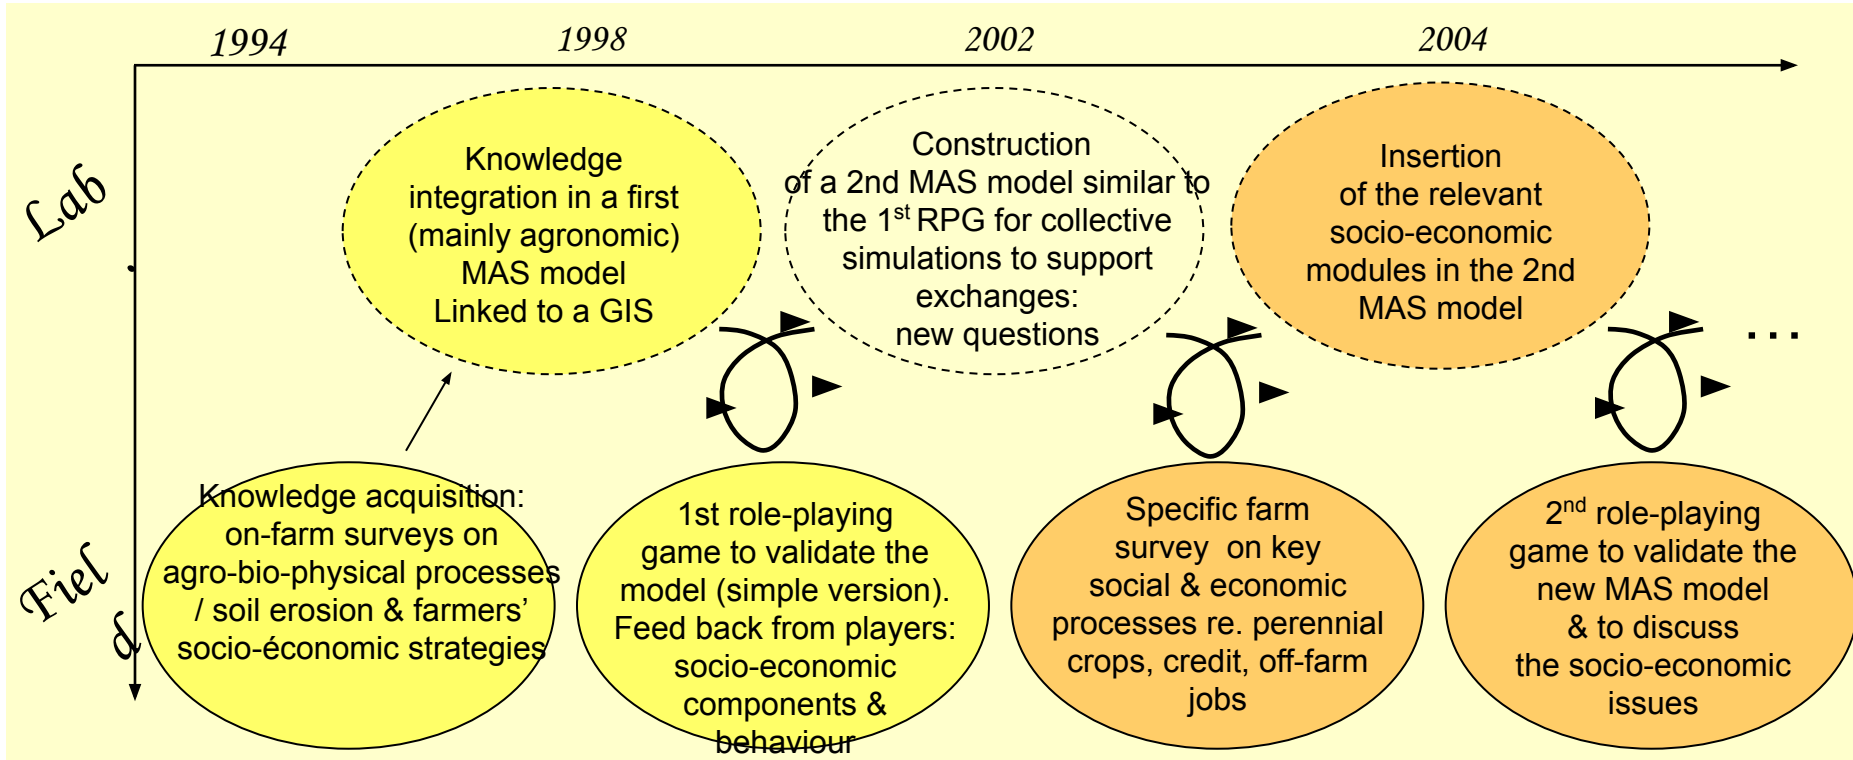 1994
1998
2002
2004
Lab
.
Knowledge
integration in a first
(mainly agronomic)
MAS model
Linked to a GIS
Construction
of a 2nd MAS model similar to
the 1st RPG for collective
simulations to support
exchanges:
new questions
Insertion
of the relevant
socio-economic
modules in the 2nd
MAS model
...
Fiel
d
Knowledge acquisition:
on-farm surveys on
agro-bio-physical processes
/ soil erosion & farmers’
socio-économic strategies
1st role-playing
game to validate the
model (simple version).
Feed back from players:
socio-economic
components &
behaviour
Specific farm
survey on key
social & economic
processes re. perennial
crops, credit, off-farm
jobs
2nd role-playing
game to validate the
new MAS model
& to discuss
the socio-economic
issues